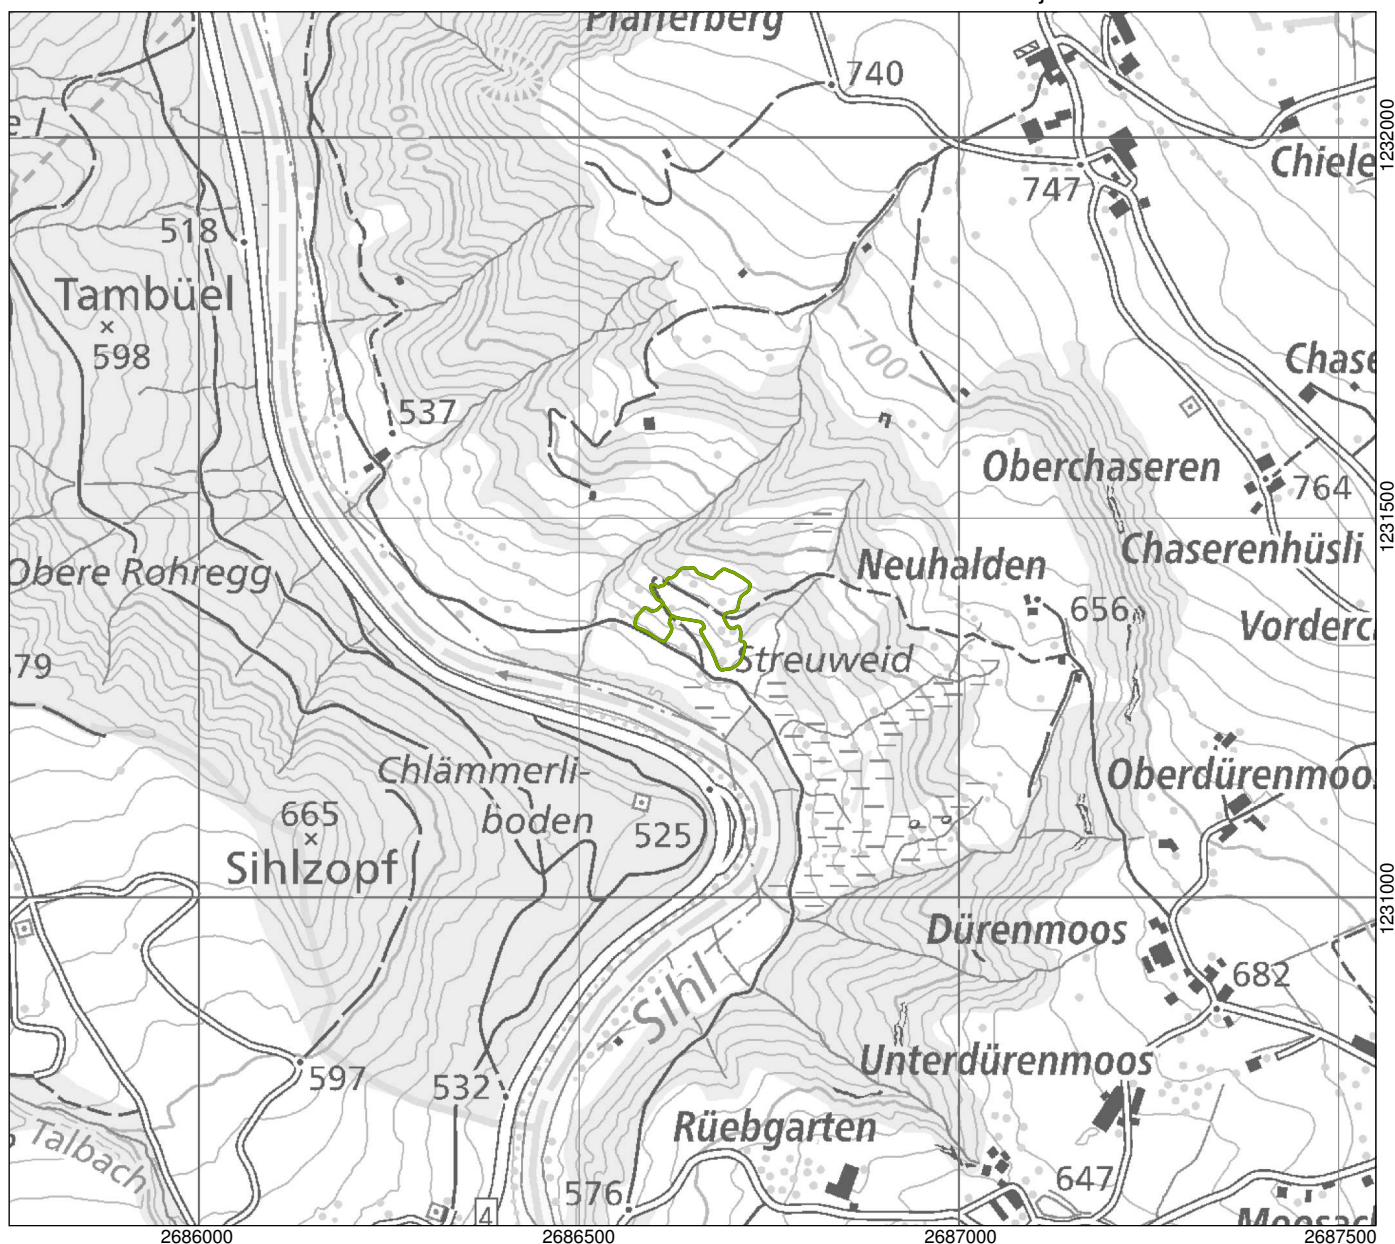 Pfafferberg
740
600
1232000
Chiele
747
518
Tambüel
598
700
Chase
537
Oberchaseren
764
1231500
Chaserenhüsli
Neuhalden
Obere Rohregg
656
Vorderc
79
Streuweid
Chlämmerli-
boden
Oberdürenmoos
665
525
Sihlzopf
1231000
Dürenmoos
682
Sihl
Unterdürenmoos
597
532
Rüebgarten
Talbach
647
576
4
Moosach
2686000
2686500
2687000
2687500